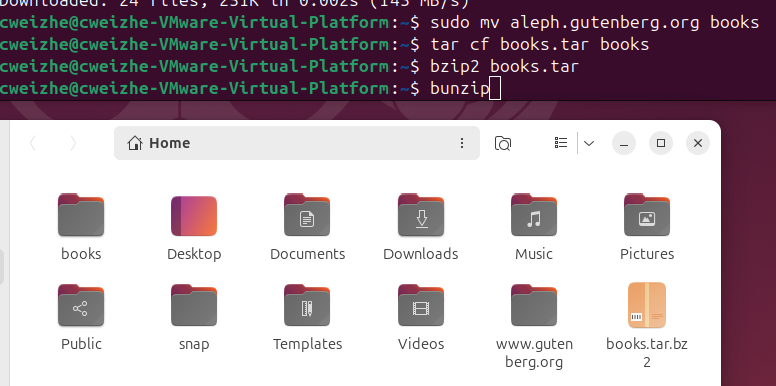 Downloaded: 24 files, 231K in 0.002s (143 MB/s)
cweizhe@cweizhe-VMware-Virtual-Platform:~$ sudo mv aleph.gutenberg.org books
cweizhe@cweizhe-VMware-Virtual-Platform:~$ tar cf books.tar books
cweizhe@cweizhe-VMware-Virtual-Platform:~$ bzip2 books.tar
cweizhe@cweizhe-VMware-Virtual-Platform:~$ bunzip
Home
books
Desktop
Documents
Downloads
Music
Pictures
Public
snap
Templates
Videos
www.guten
berg.org
books.tar.bz
2